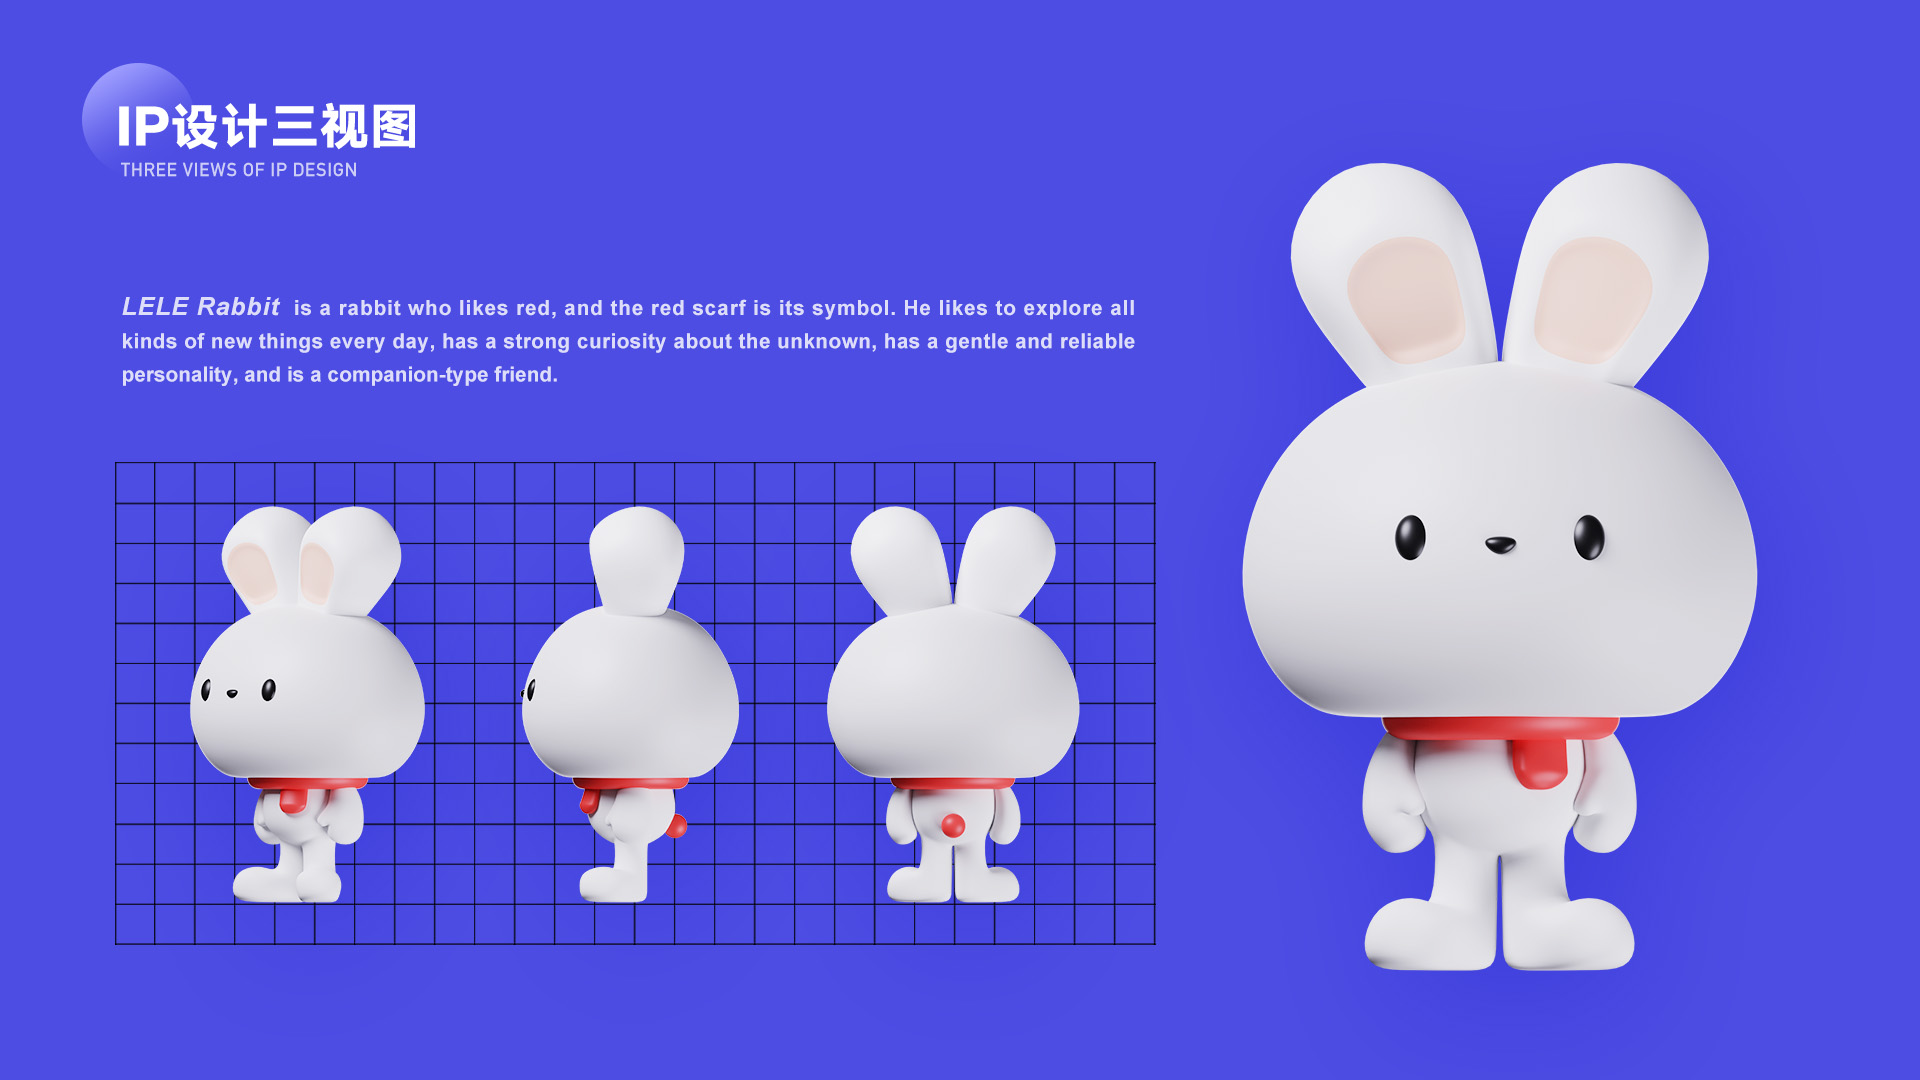 IP设计三视图
THREE VIEWS OF IP DESIGN
LELE Rabbit is a rabbit who likes red, and the red scarf is its symbol. He likes to explore all
kinds of new things every day, has a strong curiosity about the unknown, has a gentle and reliable
personality, and is a companion-type friend.